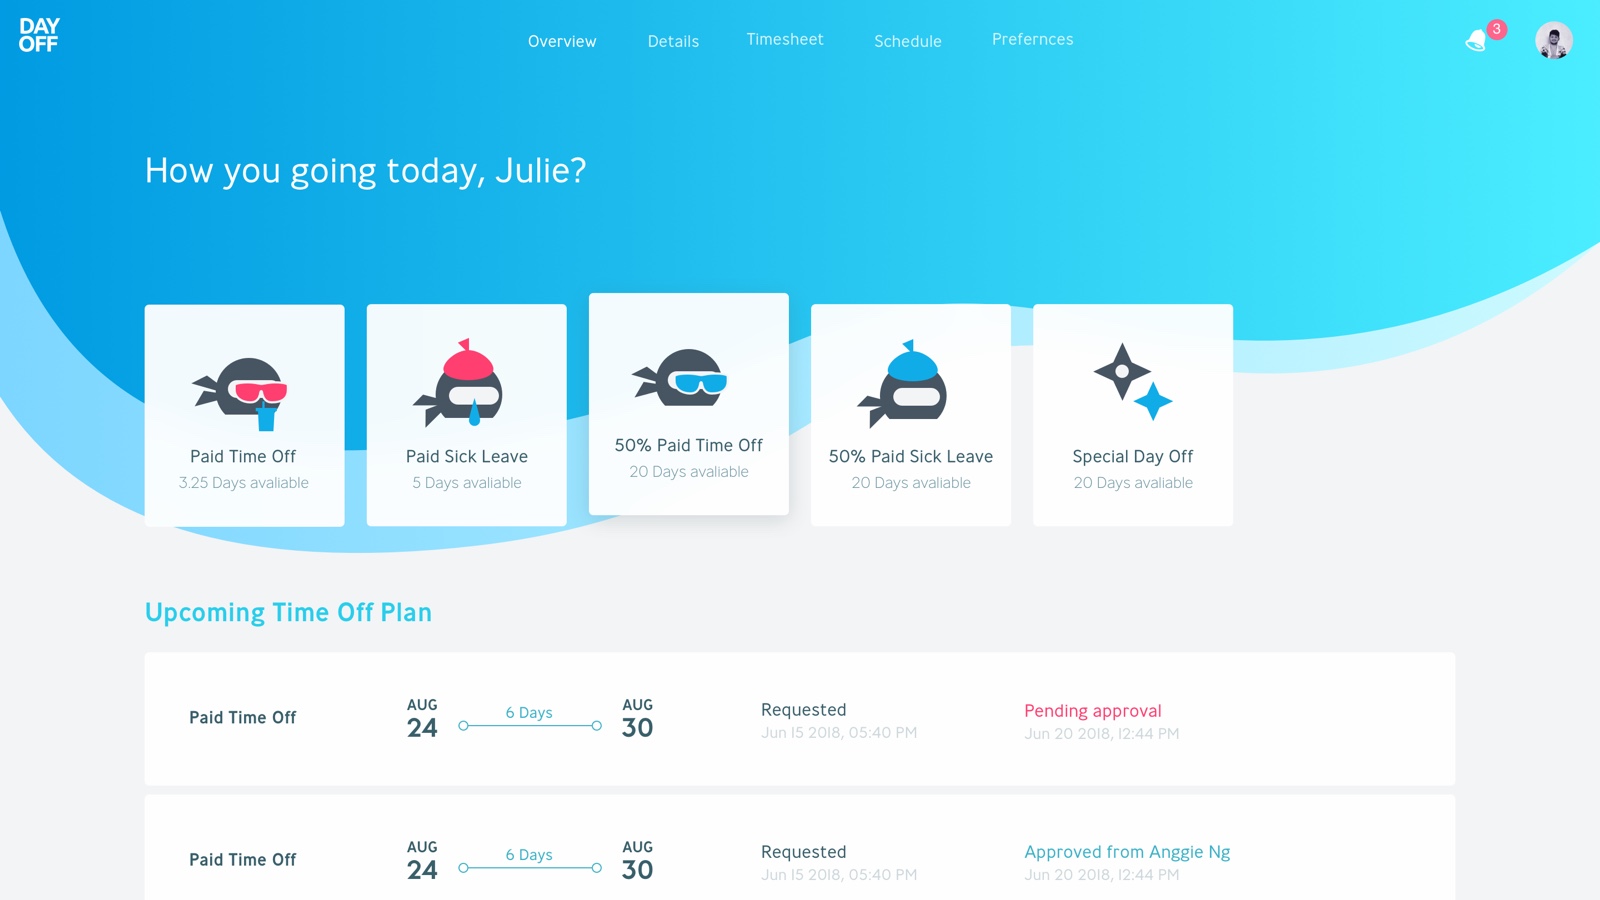 DAY
OFF
Overview
Details
Timesheet
Schedule
Prefernces
3
How you going today, Julie?
Paid Time Off
3.25 Days avaliable
Paid Sick Leave
5 Days avaliable
50% Paid Time Off
20 Days avaliable
50% Paid Sick Leave
20 Days avaliable
Special Day Off
20 Days avaliable
Upcoming Time Off Plan
Paid Time Off
AUG
24
6 Days
AUG
30
Requested
Jun 15 2018, 05:40 PM
Pending approval
Jun 20 2018, 12:44 PM
Paid Time Off
AUG
24
6 Days
AUG
30
Requested
Jun 15 2018, 05:40 PM
Approved from Anggie Ng
Jun 20 2018, 12:44 PM